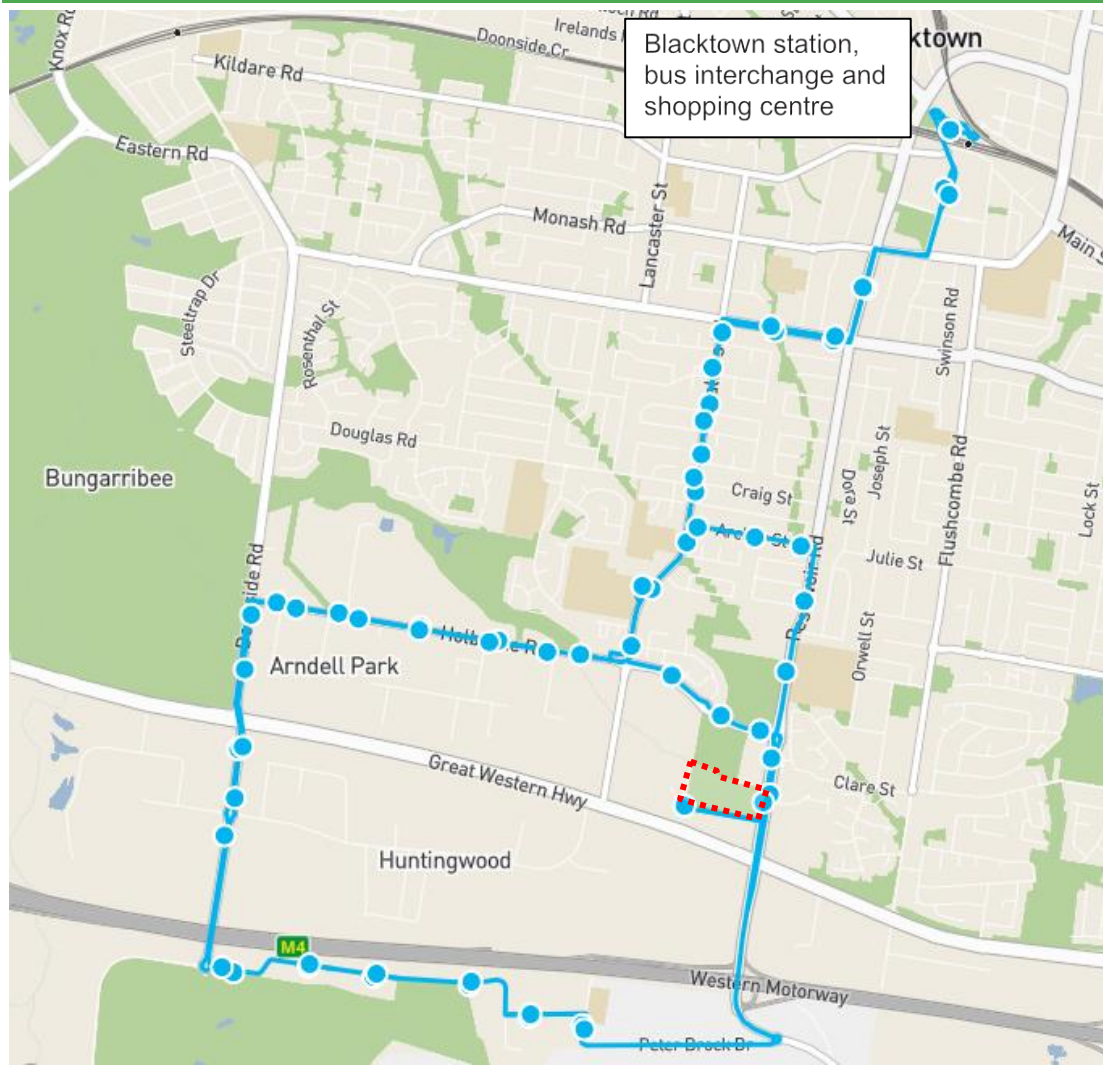 Knox Rd
Irelands
Doonside Cr
Kildare Rd
Blacktown station,
bus interchange and
shopping centre
ktown
Eastern Rd
Monash Rd
Lancaster St
Main S
Steeltrap Dr
Rosenthal St
Swinson Rd
Douglas Rd
Bungarribee
Craig St
Dora St
Joseph St
Flushcombe Rd
Lock St
Julie St
Orwell St
Arndell Park
Great Western Hwy
Clare St
Huntingwood
M4
Western Motorway
Peter Brock Dr